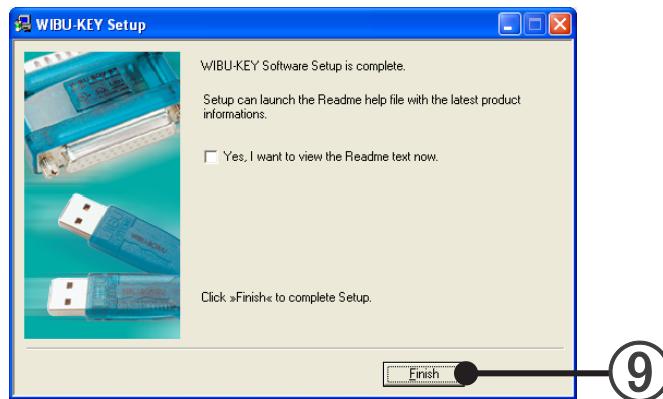 WIBU-KEY Setup
WIBU-KEY Software Setup is complete.
Setup can launch the Readme help file with the latest product
informations.
Yes, I want to view the Readme text now.
Click »Finish« to complete Setup.
Finish
9